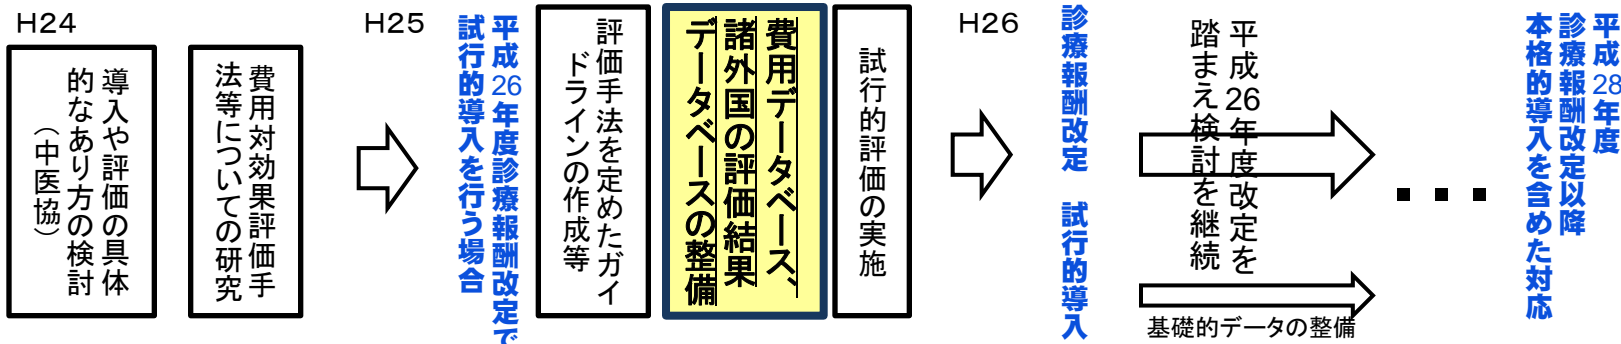 H24
導入や評価の具体
的なあり方の検討
（中医協）
費用対効果評価手
法等についての研究
H25
平成26年度診療報酬改定で
試行的導入を行う場合
評価手法を定めたガイ
ドラインの作成等
費用データベース、
諸外国の評価結果
データベースの整備
試行的評価の実施
H26
診療報酬改定 試行的導入
平成26年度改定を
踏まえ検討を継続
基礎的データの整備
...
平成28年度
診療報酬改定以降
本格的導入を含めた対応